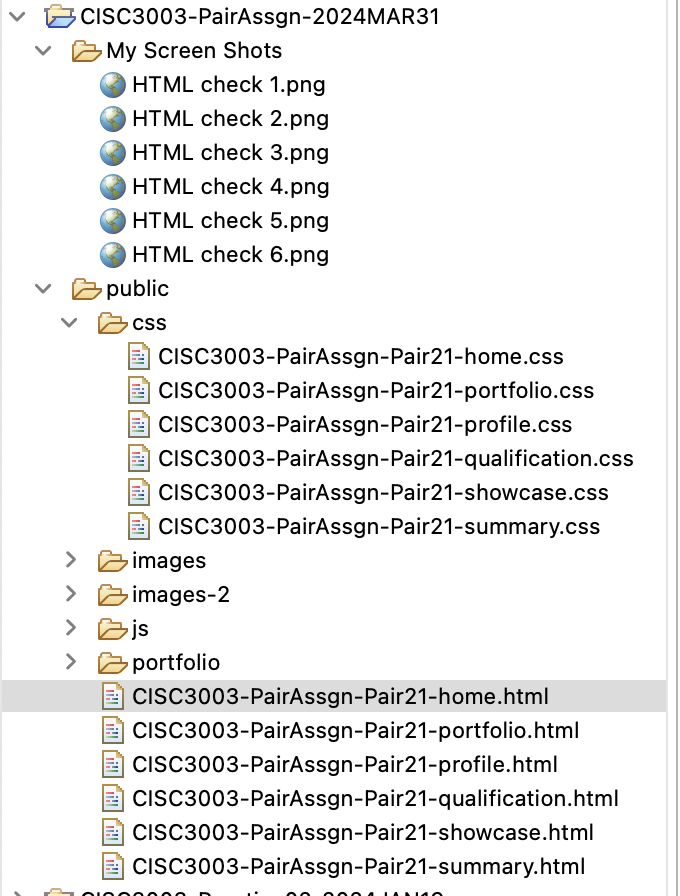 CISC3003-PairAssgn-2024MAR31
My Screen Shots
HTML check 1.png
HTML check 2.png
HTML check 3.png
HTML check 4.png
HTML check 5.png
HTML check 6.png
public
css
CISC3003-PairAssgn-Pair21-home.css
CISC3003-PairAssgn-Pair21-portfolio.css
CISC3003-PairAssgn-Pair21-profile.css
CISC3003-PairAssgn-Pair21-qualification.css
CISC3003-PairAssgn-Pair21-showcase.css
CISC3003-PairAssgn-Pair21-summary.css
images
images-2
js
portfolio
CISC3003-PairAssgn-Pair21-home.html
CISC3003-PairAssgn-Pair21-portfolio.html
CISC3003-PairAssgn-Pair21-profile.html
CISC3003-PairAssgn-Pair21-qualification.html
CISC3003-PairAssgn-Pair21-showcase.html
CISC3003-PairAssgn-Pair21-summary.html